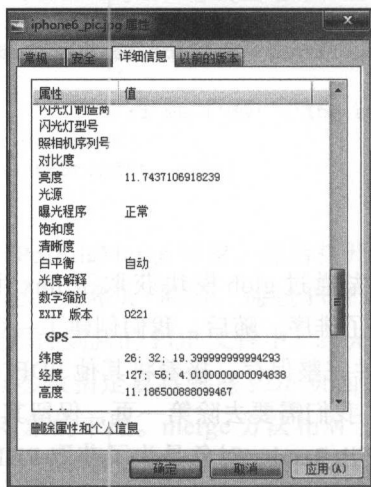 iphone6_pic.jpg 属性
常规 安全 详细信息 以前的版本
属性 值
闪光灯制造商
闪光灯型号
照相机序列号
对比度
亮度 11.7437106918239
光源
曝光程序 正常
饱和度
清晰度
白平衡 自动
光度解释
数字缩放
EXIF 版本 0221
GPS
纬度 26; 32; 19.399999999994293
经度 127; 56; 4.0100000000094838
高度 11.186500888099467
删除属性和个人信息
确定 取消 应用(A)